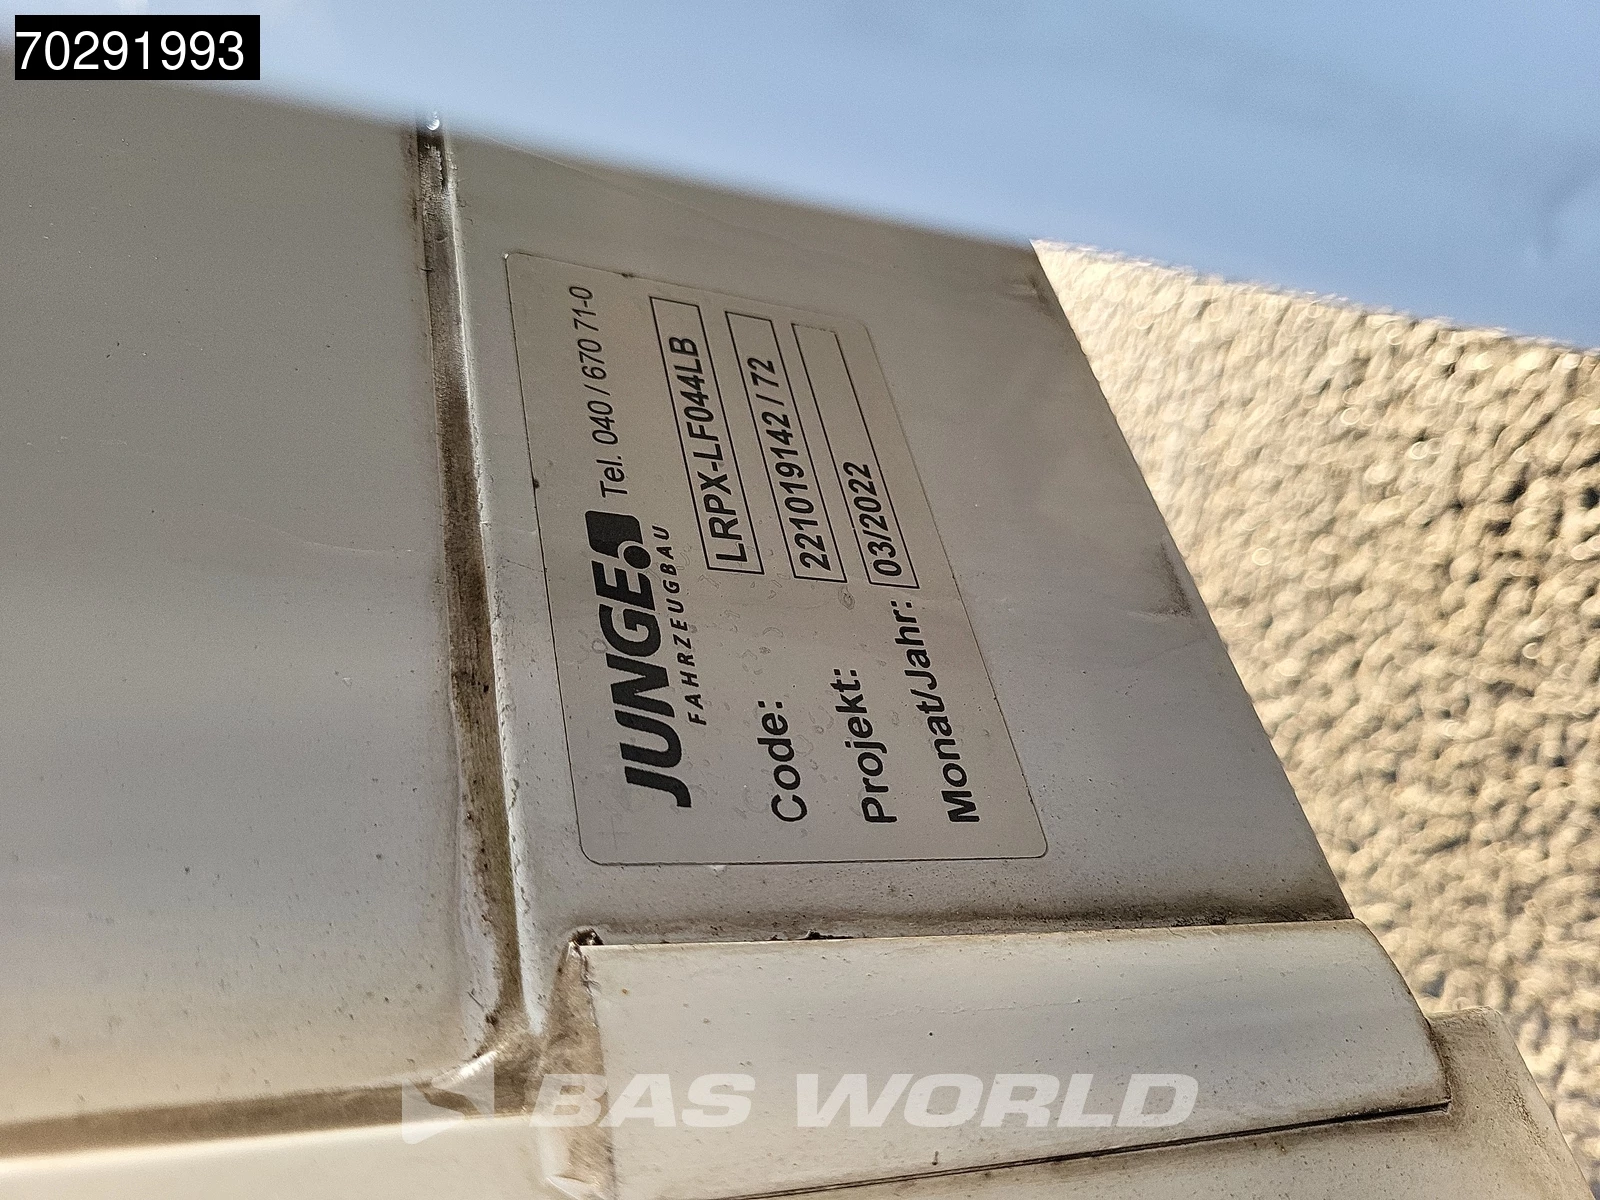 70291993
JUNGE Tel. 040 / 670 71-0
FAHRZEUGBAU
Code: LRPX-LF044LB
Projekt: 221019142 / 72
Monat/Jahr: 03/2022
BAS WORLD